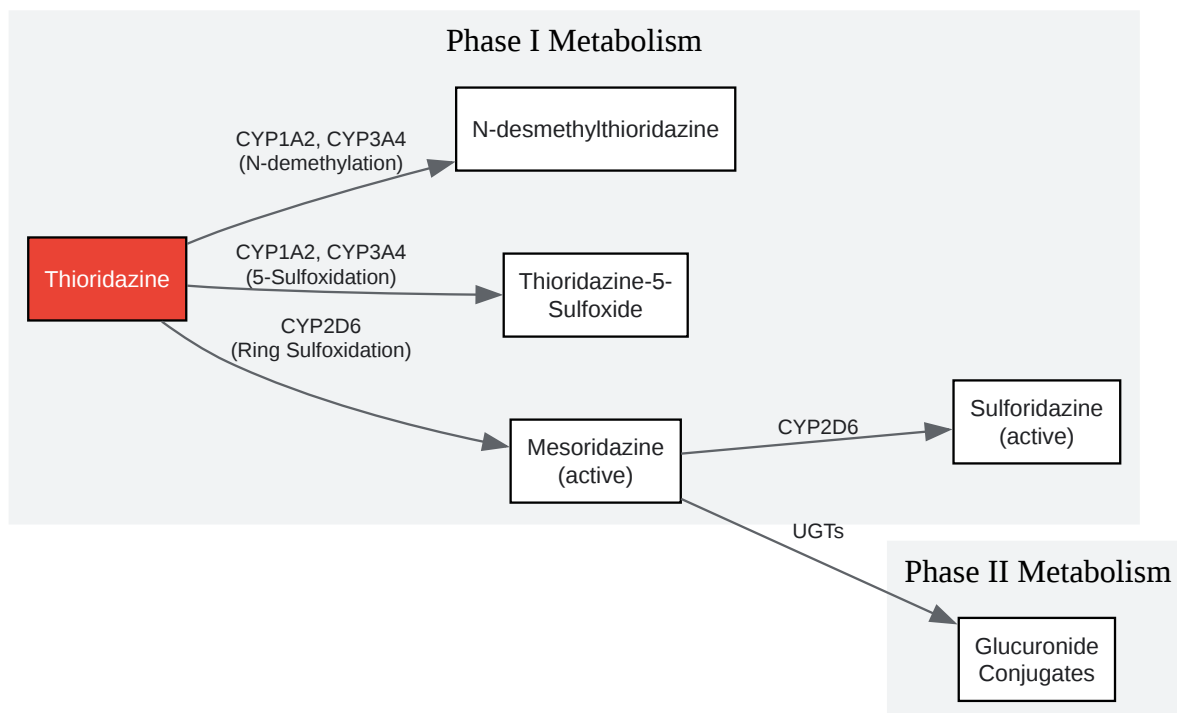 Phase I Metabolism
N-desmethylthioridazine
CYP1A2, CYP3A4
(N-demethylation)
Thioridazine
CYP1A2, CYP3A4
(5-Sulfoxidation)
Thioridazine-5-
Sulfoxide
CYP2D6
(Ring Sulfoxidation)
Mesoridazine
(active)
CYP2D6
Sulforidazine
(active)
UGTs
Phase II Metabolism
Glucuronide
Conjugates